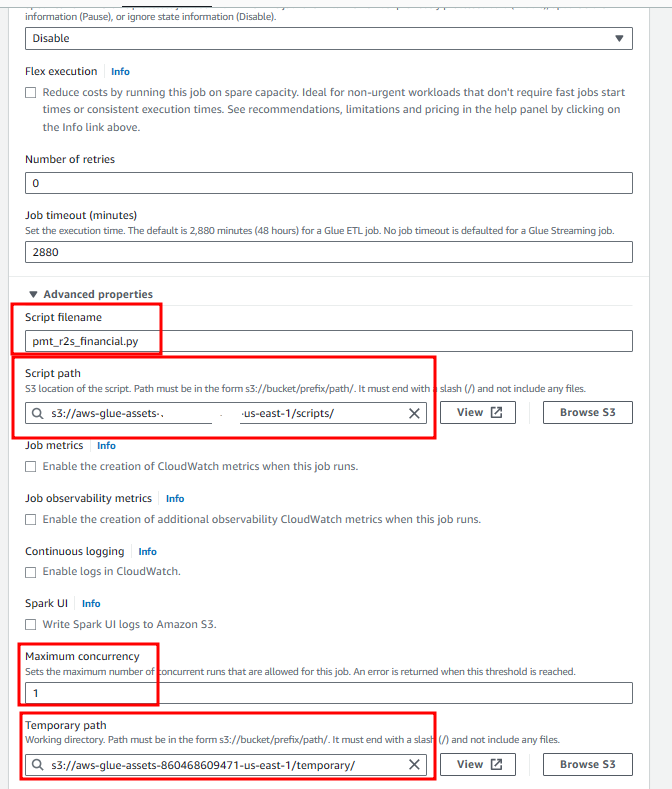 information (Pause), or ignore state information (Disable).
Disable
Flex execution Info
Reduce costs by running this job on spare capacity. Ideal for non-urgent workloads that don't require fast jobs start
times or consistent execution times. See recommendations, limitations and pricing in the help panel by clicking on
the Info link above.
Number of retries
0
Job timeout (minutes)
Set the execution time. The default is 2,880 minutes (48 hours) for a Glue ETL job. No job timeout is defaulted for a Glue Streaming job.
2880
Advanced properties
Script filename
pmt_r2s_financial.py
Script path
S3 location of the script. Path must be in the form s3://bucket/prefix/path/. It must end with a slash (/) and not include any files.
s3://aws-glue-assets- -us-east-1/scripts/ View Browse S3
Job metrics Info
Enable the creation of CloudWatch metrics when this job runs.
Job observability metrics Info
Enable the creation of additional observability CloudWatch metrics when this job runs.
Continuous logging Info
Enable logs in CloudWatch.
Spark UI Info
Write Spark UI logs to Amazon S3.
Maximum concurrency
Sets the maximum number of concurrent runs that are allowed for this job. An error is returned when this threshold is reached.
1
Temporary path
Working directory. Path must be in the form s3://bucket/prefix/path/. It must end with a slash (/) and not include any files.
s3://aws-glue-assets-860468609471-us-east-1/temporary/ View Browse S3